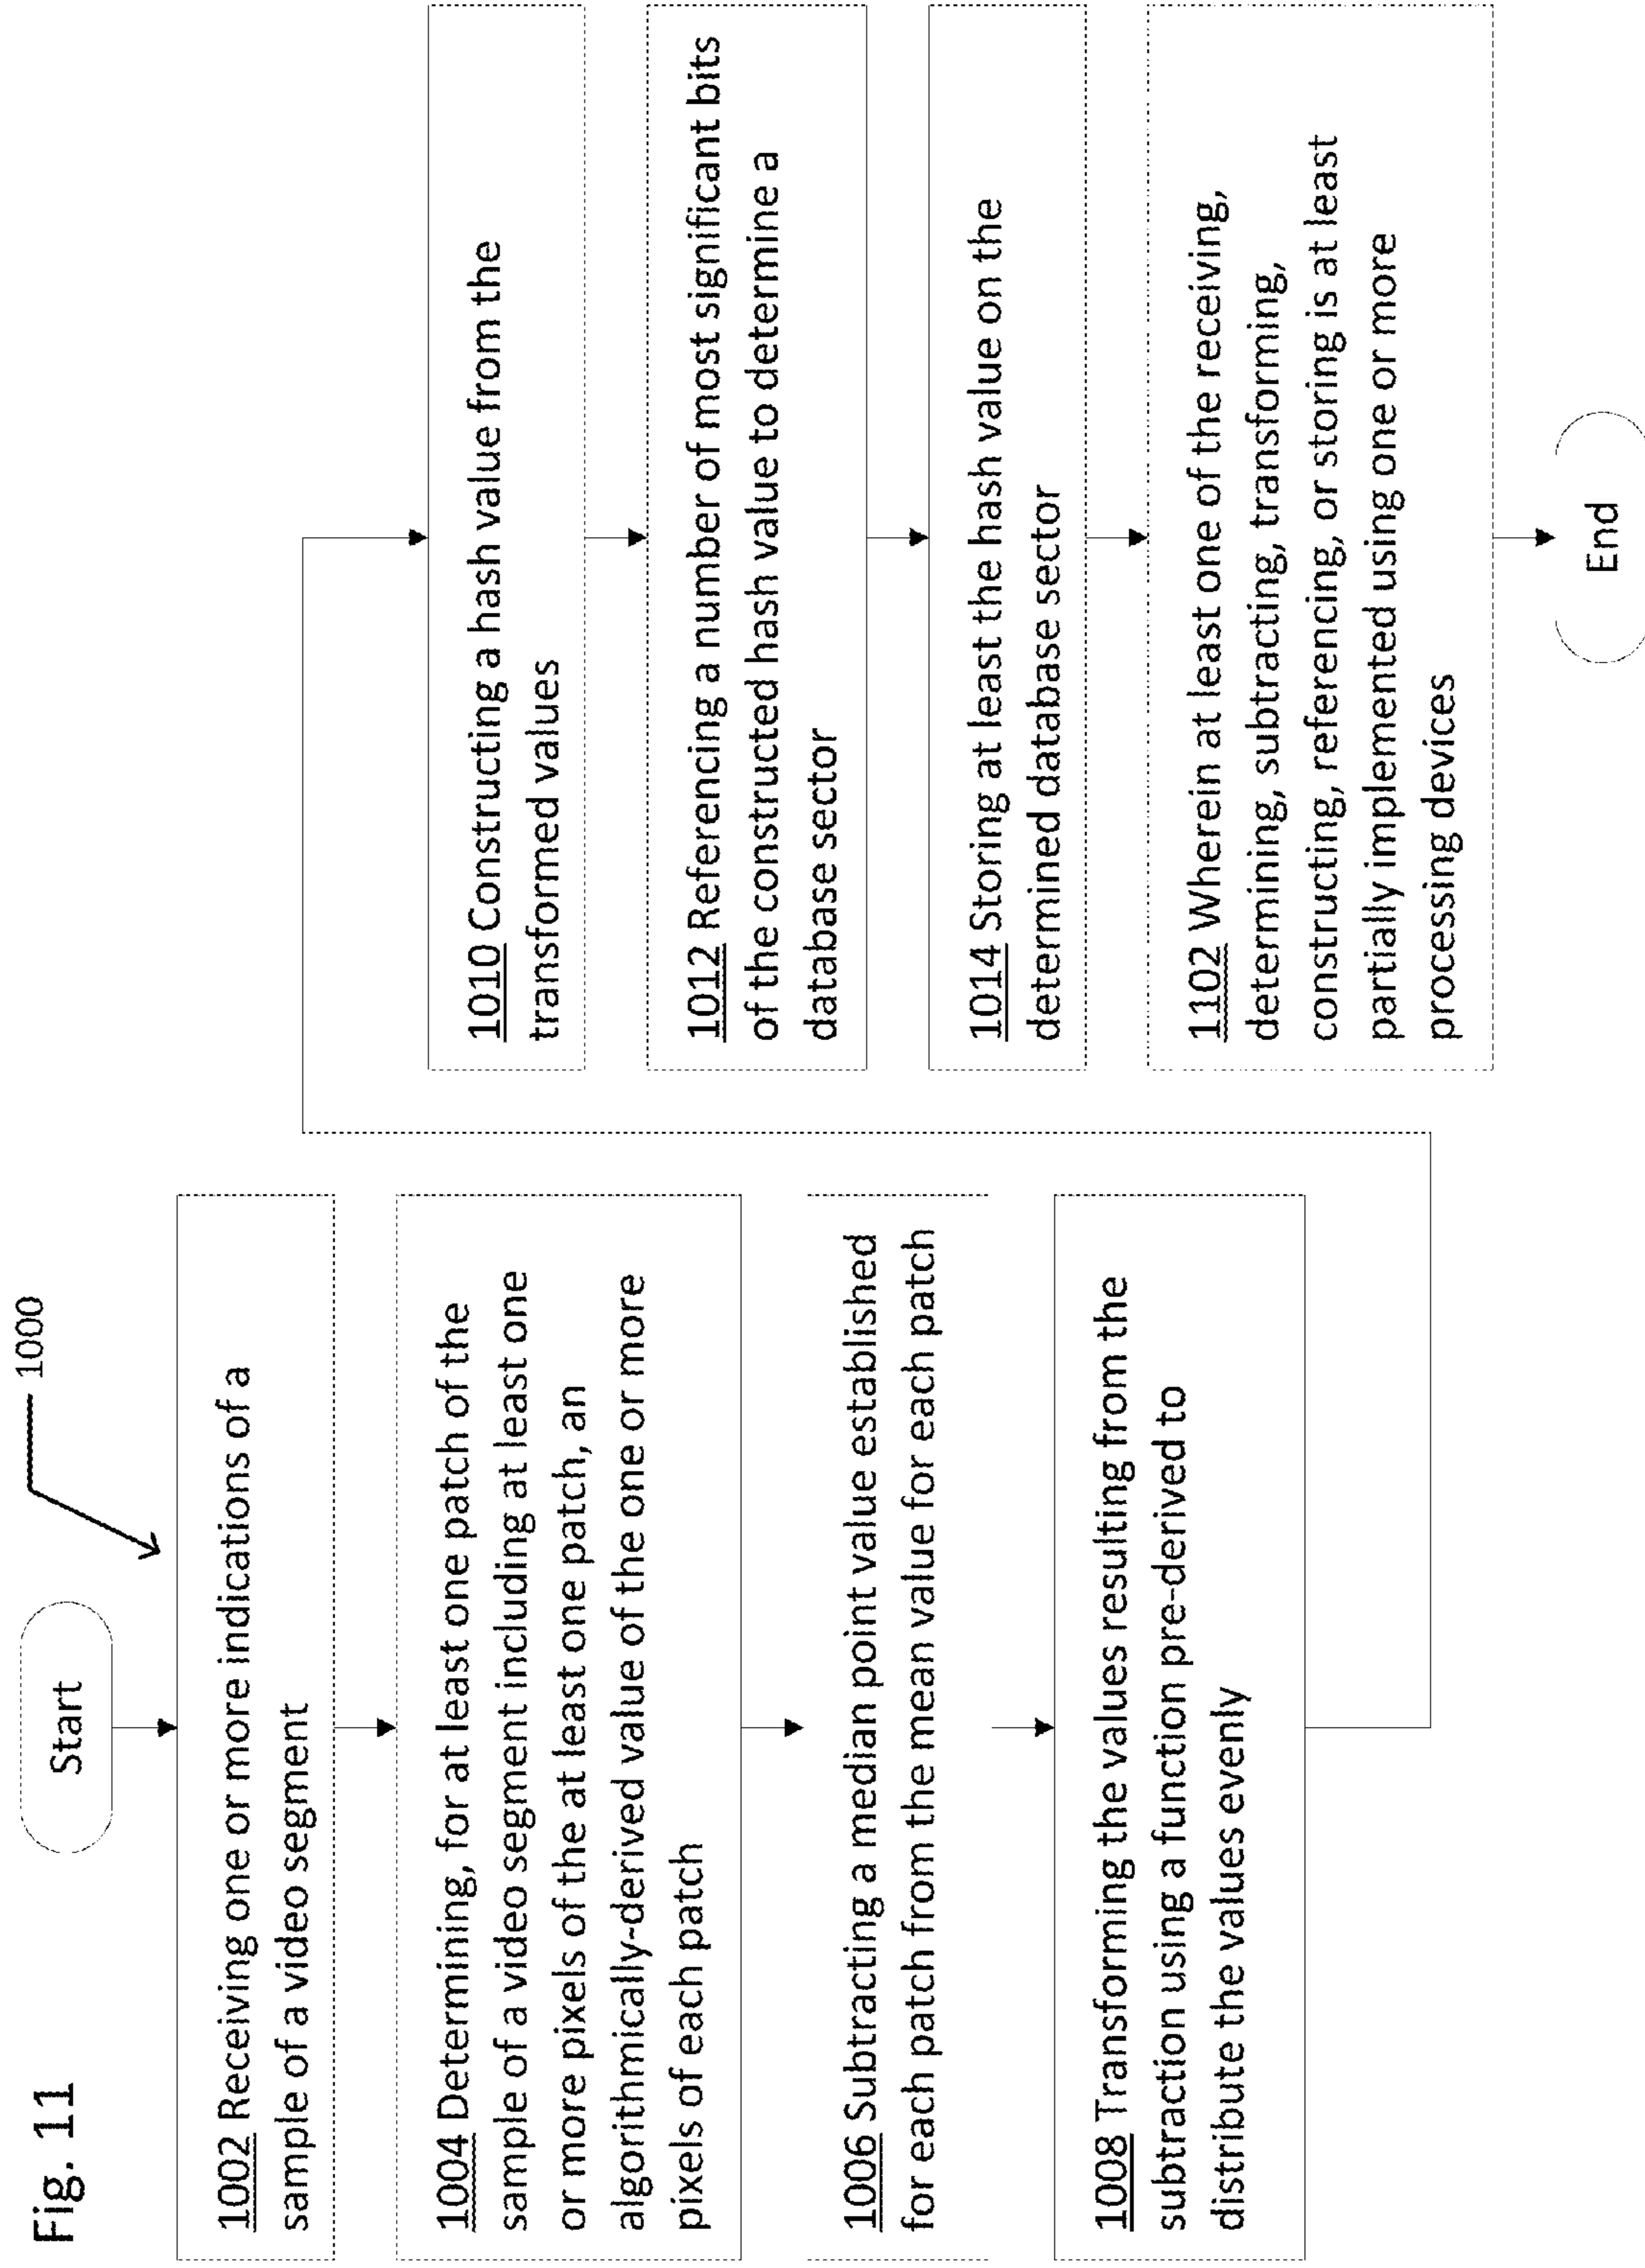 Fig. 11
1000
Start
1002 Receiving one or more indications of a
sample of a video segment
1004 Determining, for at least one patch of the
sample of a video segment including at least one
or more pixels of the at least one patch, an
algorithmically-derived value of the one or more
pixels of each patch
1006 Subtracting a median point value established
for each patch from the mean value for each patch
1008 Transforming the values resulting from the
subtraction using a function pre-derived to
distribute the values evenly
1010 Constructing a hash value from the
transformed values
1012 Referencing a number of most significant bits
of the constructed hash value to determine a
database sector
1014 Storing at least the hash value on the
determined database sector
1102 Wherein at least one of the receiving,
determining, subtracting, transforming,
constructing, referencing, or storing is at least
partially implemented using one or more
processing devices
End